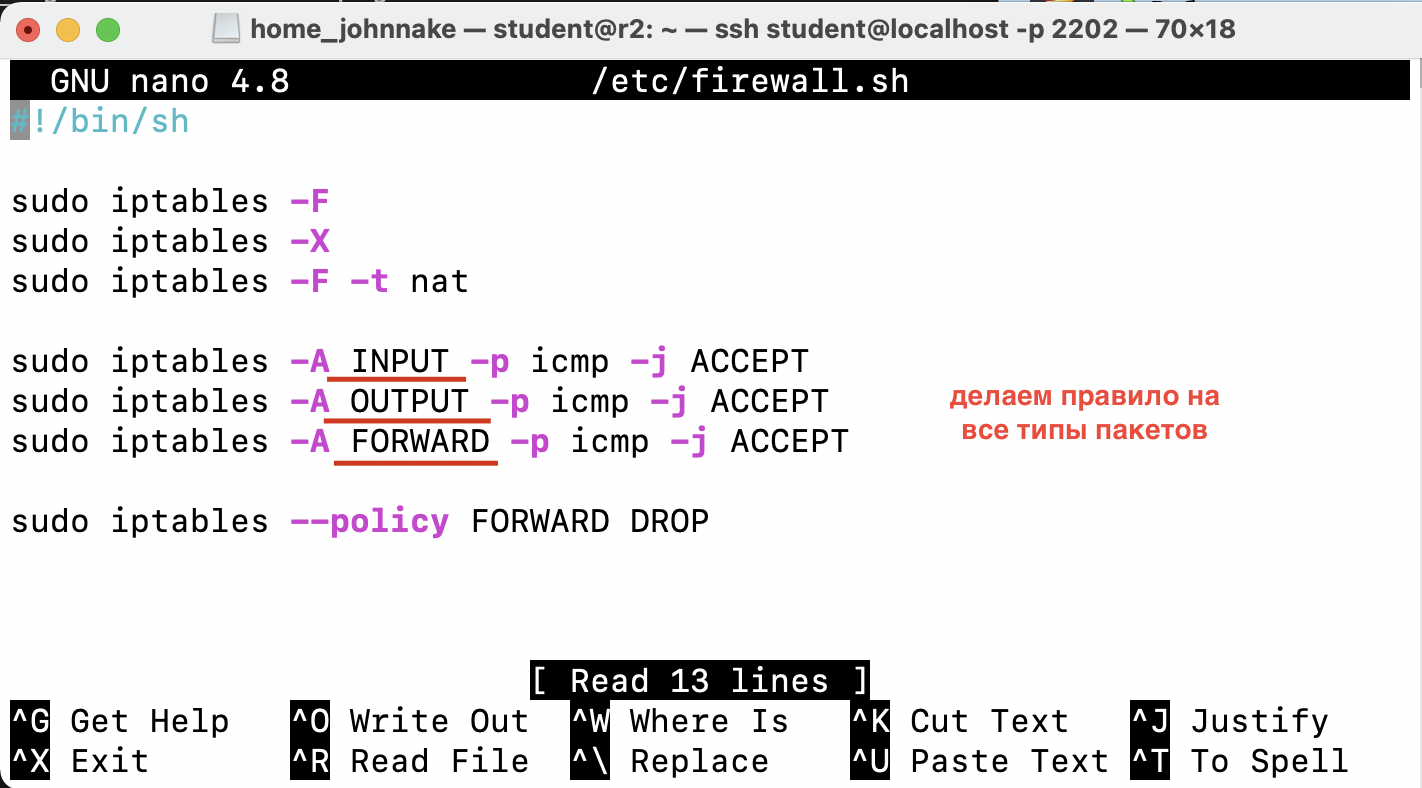 home_johnnake — student@r2: ~ — ssh student@localhost -p 2202 — 70×18
GNU nano 4.8 /etc/firewall.sh
#!/bin/sh
sudo iptables -F
sudo iptables -X
sudo iptables -F -t nat
sudo iptables -A INPUT -p icmp -j ACCEPT
sudo iptables -A OUTPUT -p icmp -j ACCEPT
sudo iptables -A FORWARD -p icmp -j ACCEPT
делаем правило на
все типы пакетов
sudo iptables --policy FORWARD DROP
[ Read 13 lines ]
^G Get Help ^O Write Out ^W Where Is ^K Cut Text ^J Justify
^X Exit ^R Read File ^\ Replace ^U Paste Text ^T To Spell